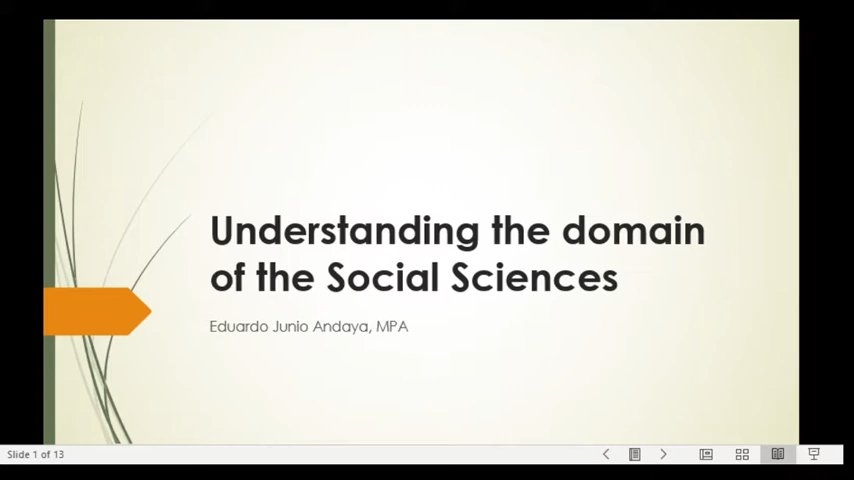 Understanding the domain
of the Social Sciences
Eduardo Junio Andaya, MPA
Slide 1 of 13